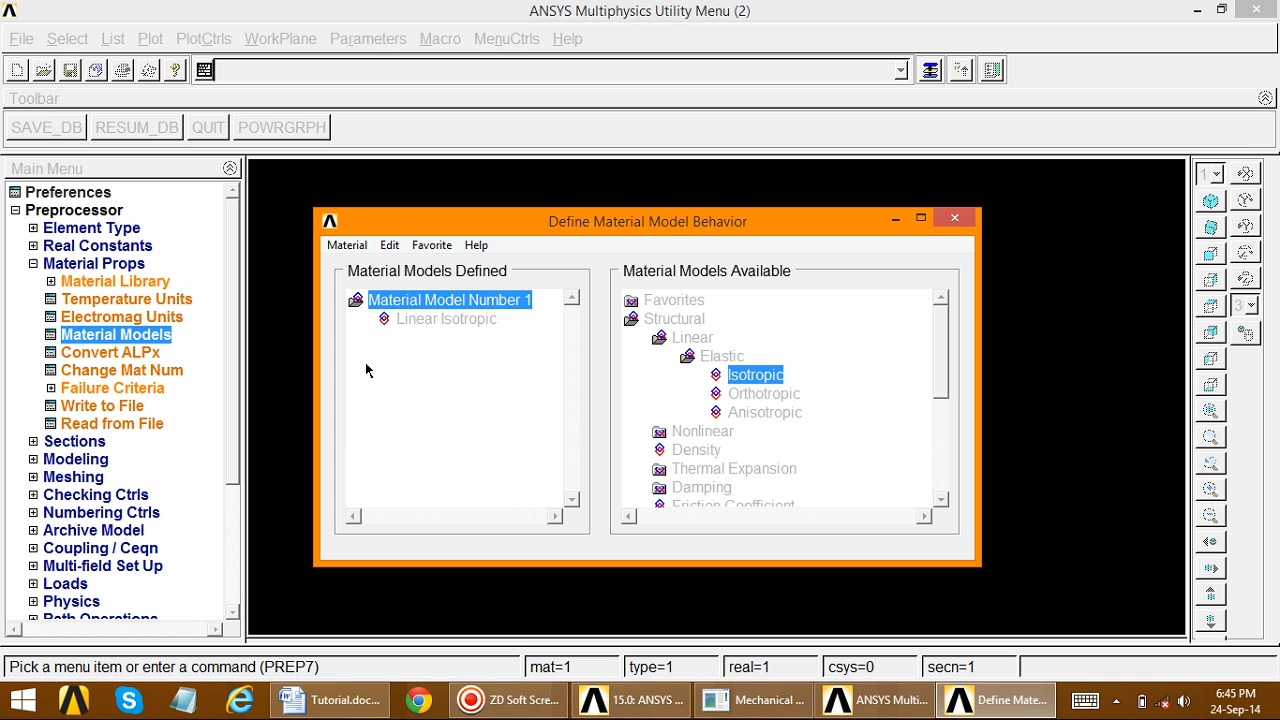 ANSYS Multiphysics Utility Menu (2)
File Select List Plot PlotCtrls WorkPlane Parameters Macro MenuCtrls Help
Toolbar
SAVE_DB RESUM_DB QUIT POWRGRPH
Main Menu
Preferences
Preprocessor
Element Type
Real Constants
Material Props
Material Library
Temperature Units
Electromag Units
Material Models
Convert ALPx
Change Mat Num
Failure Criteria
Write to File
Read from File
Sections
Modeling
Meshing
Checking Ctrls
Numbering Ctrls
Archive Model
Coupling / Ceqn
Multi-field Set Up
Loads
Physics
Path Operations
Define Material Model Behavior
Material Edit Favorite Help
Material Models Defined
Material Model Number 1
Linear Isotropic
Material Models Available
Favorites
Structural
Linear
Elastic
Isotropic
Orthotropic
Anisotropic
Nonlinear
Density
Thermal Expansion
Damping
Friction Coefficient
1
3
Pick a menu item or enter a command (PREP7) mat=1 type=1 real=1 csys=0 secn=1
Tutorial.doc... ZD Soft Scre... 15.0: ANSYS ... Mechanical ... ANSYS Multi... Define Mate... 6:45 PM
24-Sep-14